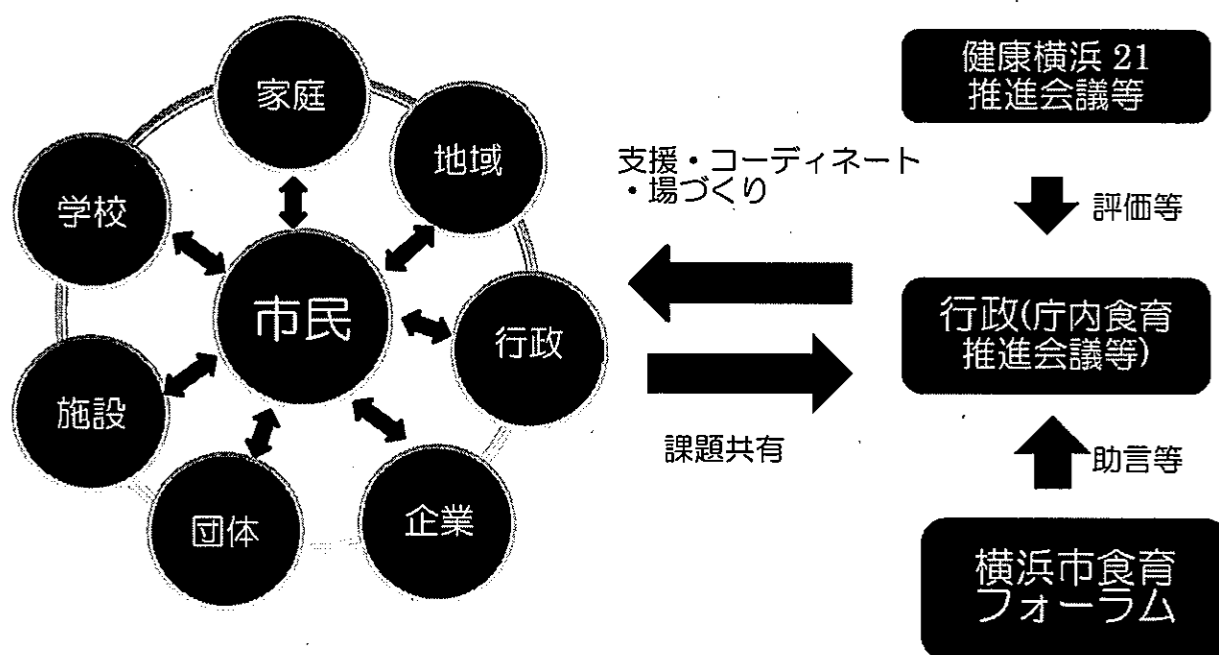 家庭
地域
学校
市民
行政
施設
団体
企業
支援・コーディネート
・場づくり
課題共有
健康横浜 21
推進会議等
評価等
行政(庁内食育
推進会議等)
助言等
横浜市食育
フォーラム